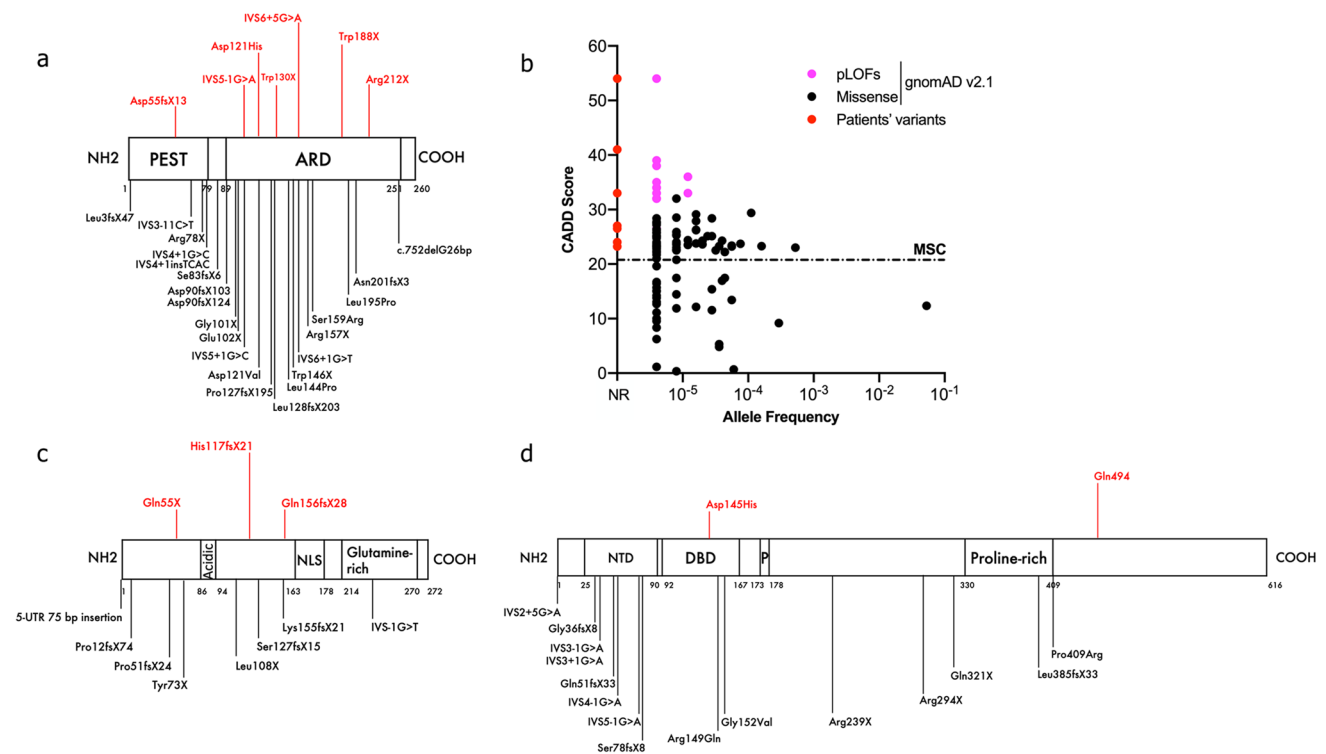 a
IVS6+5G>A
Trp188X
Asp121His
IVS5-1G>A
Trp130X
Arg212X
Asp55fsX13
NH2
PEST
ARD
COOH
1
79
89
251
260
Leu3fsX47
IVS3-11C>T
Arg78X
IVS4+1G>C
IVS4+1insTCAC
Se83fsX6
Asp90fsX103
Asp90fsX124
Gly101X
Glu102X
IVS5+1G>C
Asp121Val
Pro127fsX195
Leu128fsX203
Leu144Pro
Trp146X
IVS6+1G>T
Arg157X
Ser159Arg
Leu195Pro
Asn201fsX3
c.752delG26bp
b
CADD Score
60
50
40
30
20
10
0
pLOFs
Missense
gnomAD v2.1
Patients' variants
MSC
NR
10-5
10-4
10-3
10-2
10-1
Allele Frequency
c
His117fsX21
Gln55X
Gln156fsX28
NH2
Acidic
NLS
Glutamine-
rich
COOH
1
86
94
163
178
214
270
272
5-UTR 75 bp insertion
Pro12fsX74
Pro51fsX24
Tyr73X
Leu108X
Ser127fsX15
Lys155fsX21
IVS-1G>T
d
Gln494
Asp145His
NH2
NTD
DBD
P
Proline-rich
COOH
1
25
90
92
167
173
178
330
409
616
IVS2+5G>A
Gly36fsX8
IVS3-1G>A
IVS3+1G>A
Gln51fsX33
IVS4-1G>A
IVS5-1G>A
Ser78fsX8
Arg149Gln
Gly152Val
Arg239X
Arg294X
Gln321X
Leu385fsX33
Pro409Arg